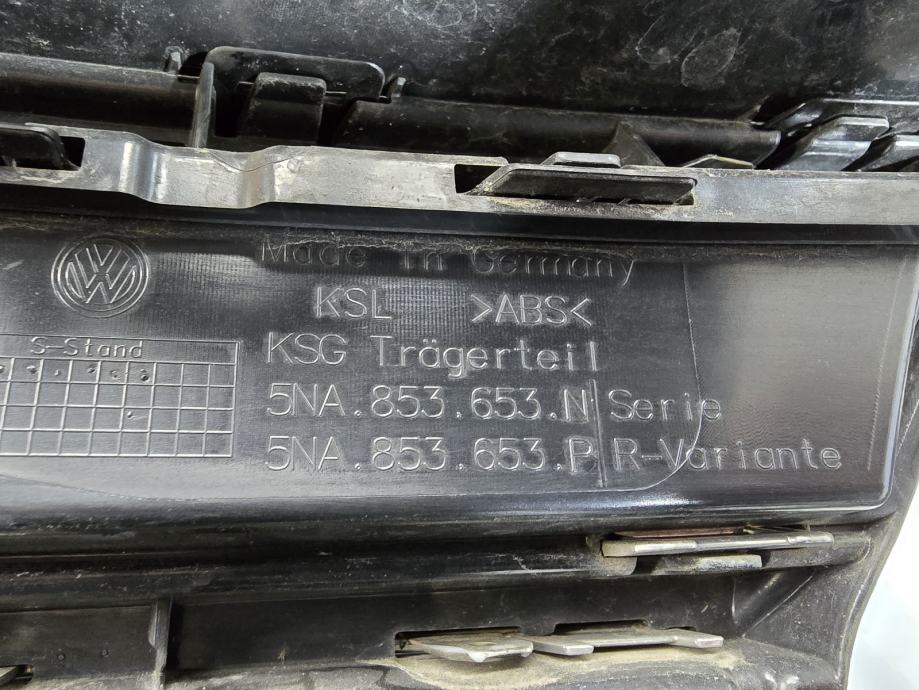 Made in Germany
KSL >ABS<
S-Stand
KSG Trägerteil
5NA.853.653.N Serie
5NA.853.653.P R-Variante